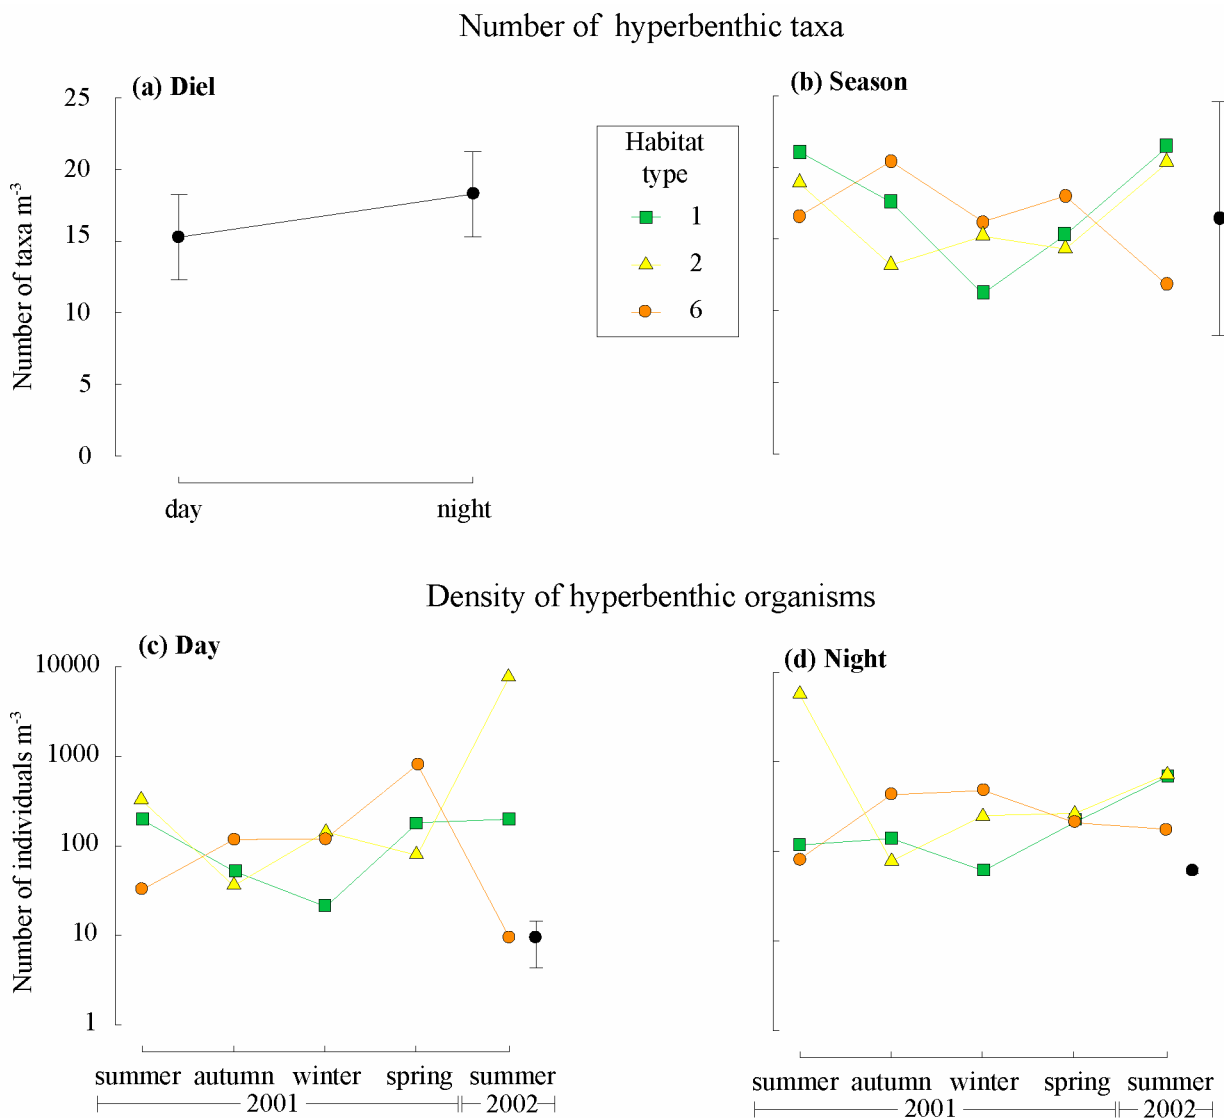 Number of hyperbenthic taxa
(a) Diel
(b) Season
25
20
15
10
5
0
Number of taxa m-3
day
night
Habitat
type
1
2
6
Density of hyperbenthic organisms
(c) Day
(d) Night
10000
1000
100
10
1
Number of individuals m-3
summer autumn winter spring summer
2001 2002
summer autumn winter spring summer
2001 2002